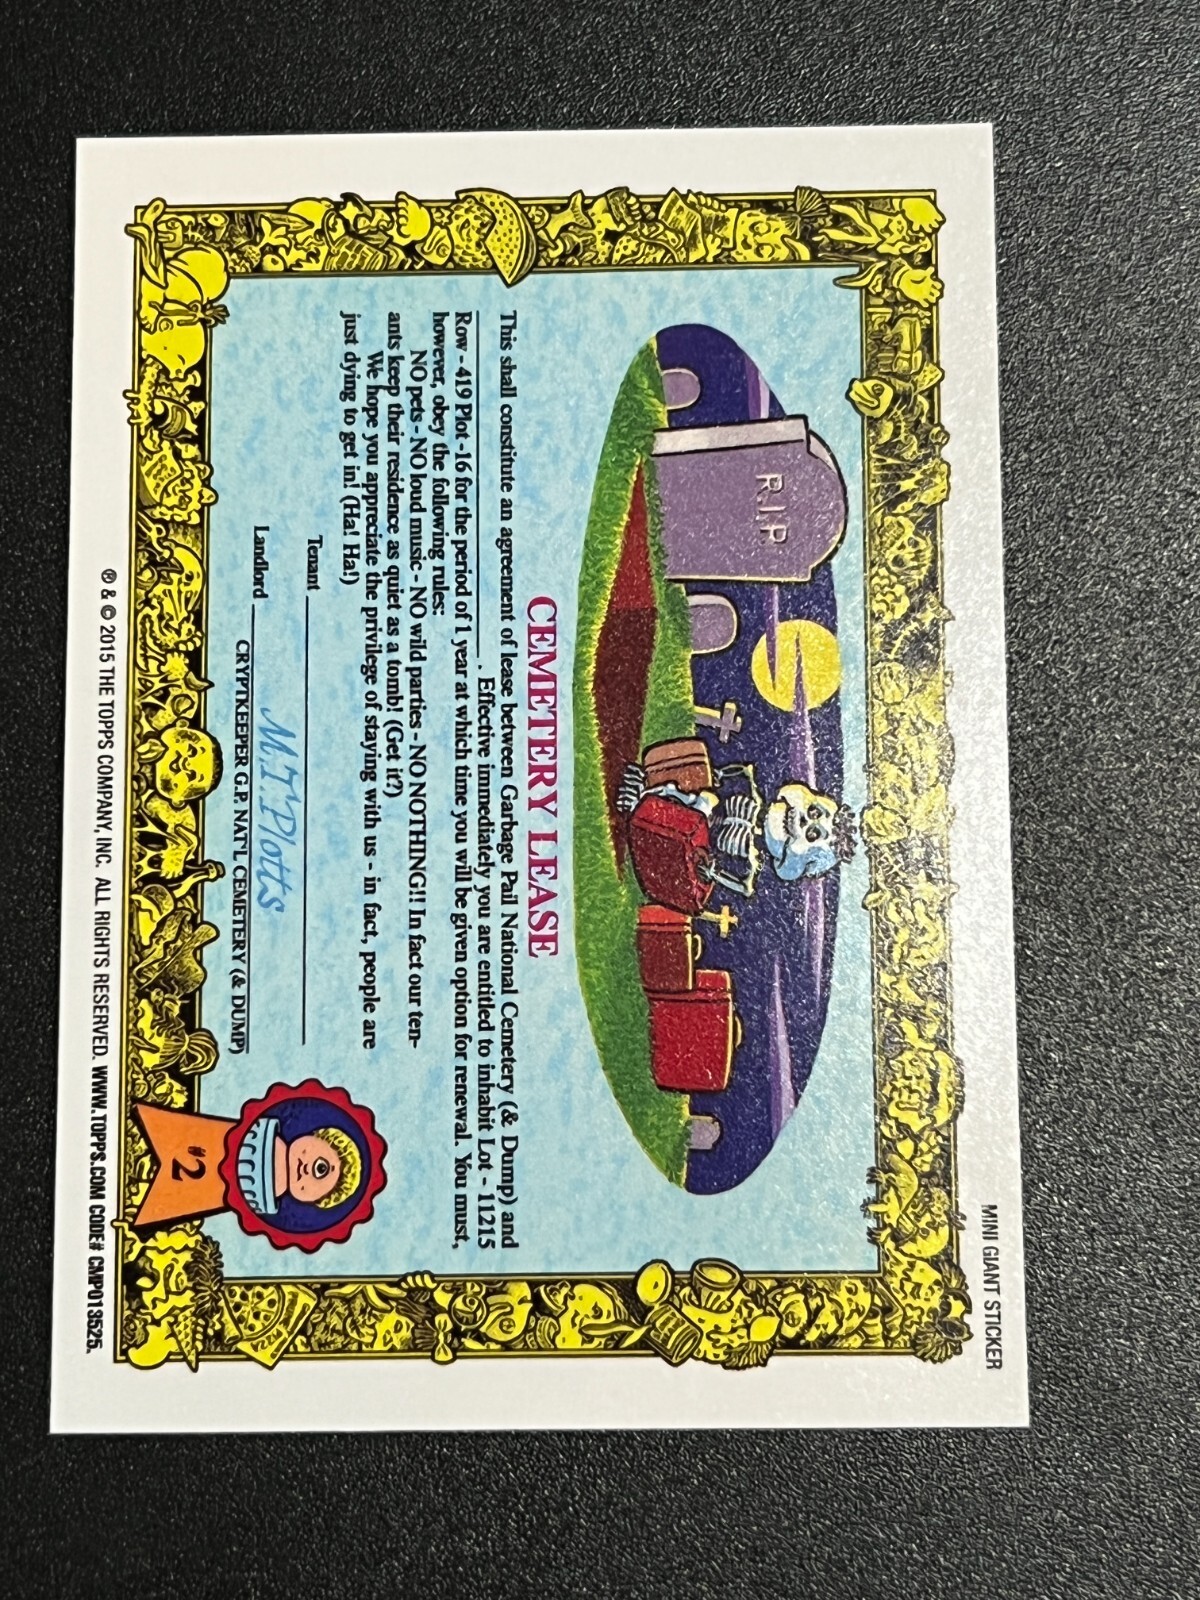 MINI GIANT STICKER
R.I.P
CEMETERY LEASE
This shall constitute an agreement of lease between Garbage Pail National Cemetery (& Dump) and
____________________. Effective immediately you are entitled to inhabit Lot - 11215
Row - 419 Plot -16 for the period of 1 year at which time you will be given option for renewal. You must,
however, obey the following rules:
NO pets - NO loud music - NO wild parties - NO NOTHING!! In fact our ten-
ants keep their residence as quiet as a tomb! (Get it?)
We hope you appreciate the privilege of staying with us - in fact, people are
just dying to get in! (Ha! Ha!)
Tenant
Landlord M.T. Plotts
CRYPTKEEPER G.P. NAT'L CEMETERY (& DUMP)
#2
® & © 2015 THE TOPPS COMPANY, INC. ALL RIGHTS RESERVED. WWW.TOPPS.COM CODE# CMP013525.